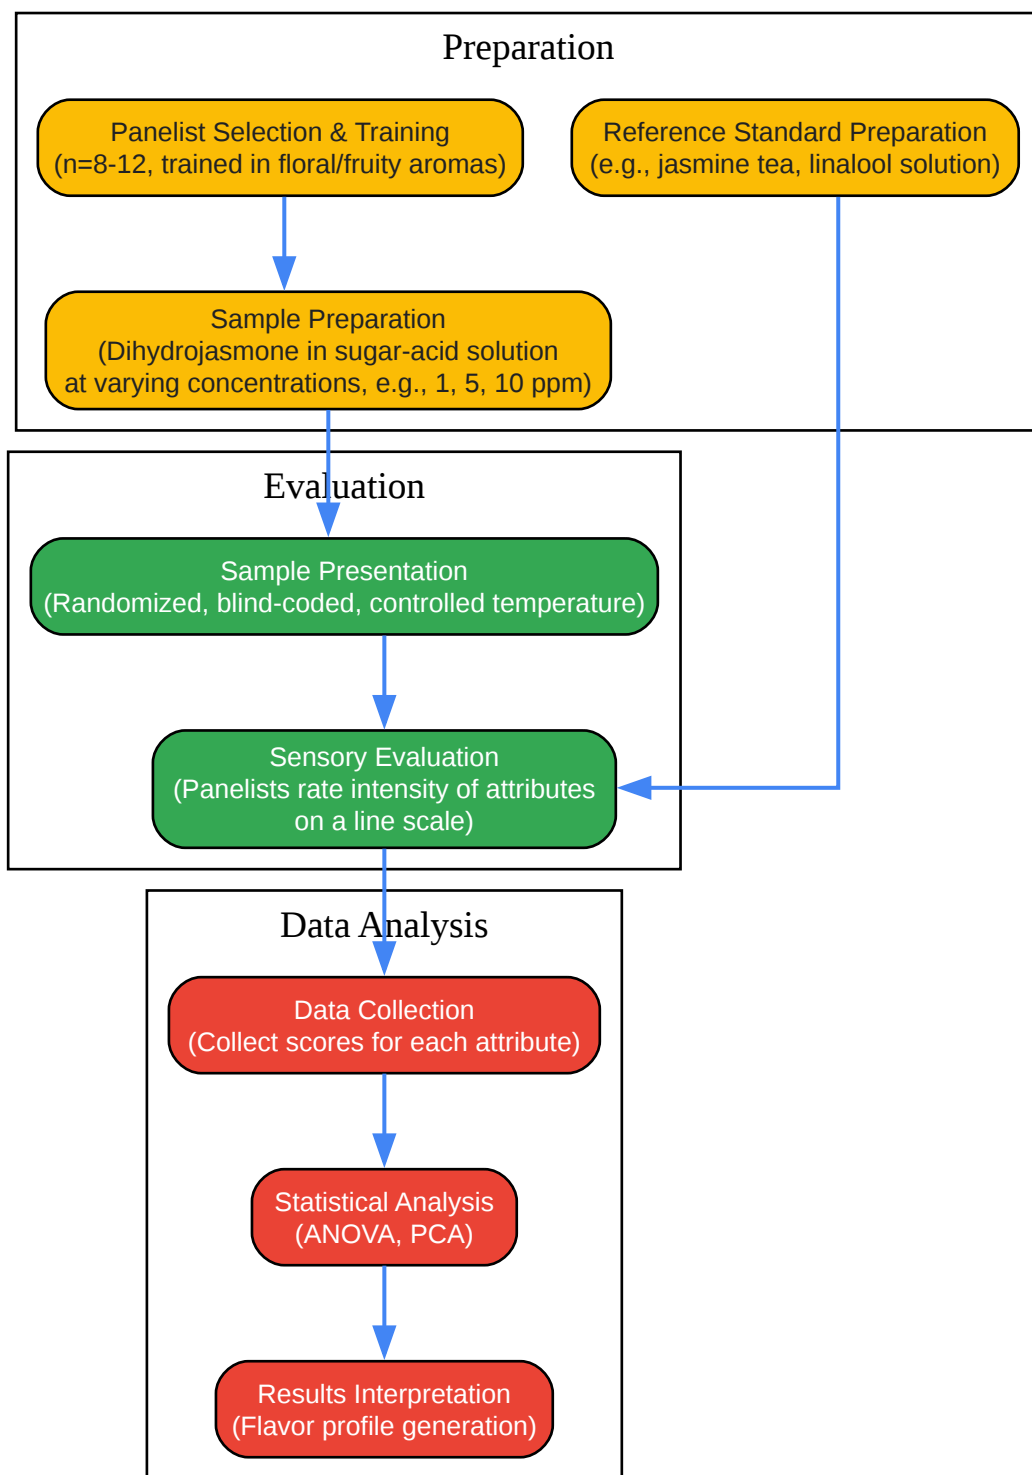 Preparation
Panelist Selection & Training
(n=8-12, trained in floral/fruity aromas)
Reference Standard Preparation
(e.g., jasmine tea, linalool solution)
Sample Preparation
(Dihydrojasmone in sugar-acid solution
at varying concentrations, e.g., 1, 5, 10 ppm)
Evaluation
Sample Presentation
(Randomized, blind-coded, controlled temperature)
Sensory Evaluation
(Panelists rate intensity of attributes
on a line scale)
Data Analysis
Data Collection
(Collect scores for each attribute)
Statistical Analysis
(ANOVA, PCA)
Results Interpretation
(Flavor profile generation)